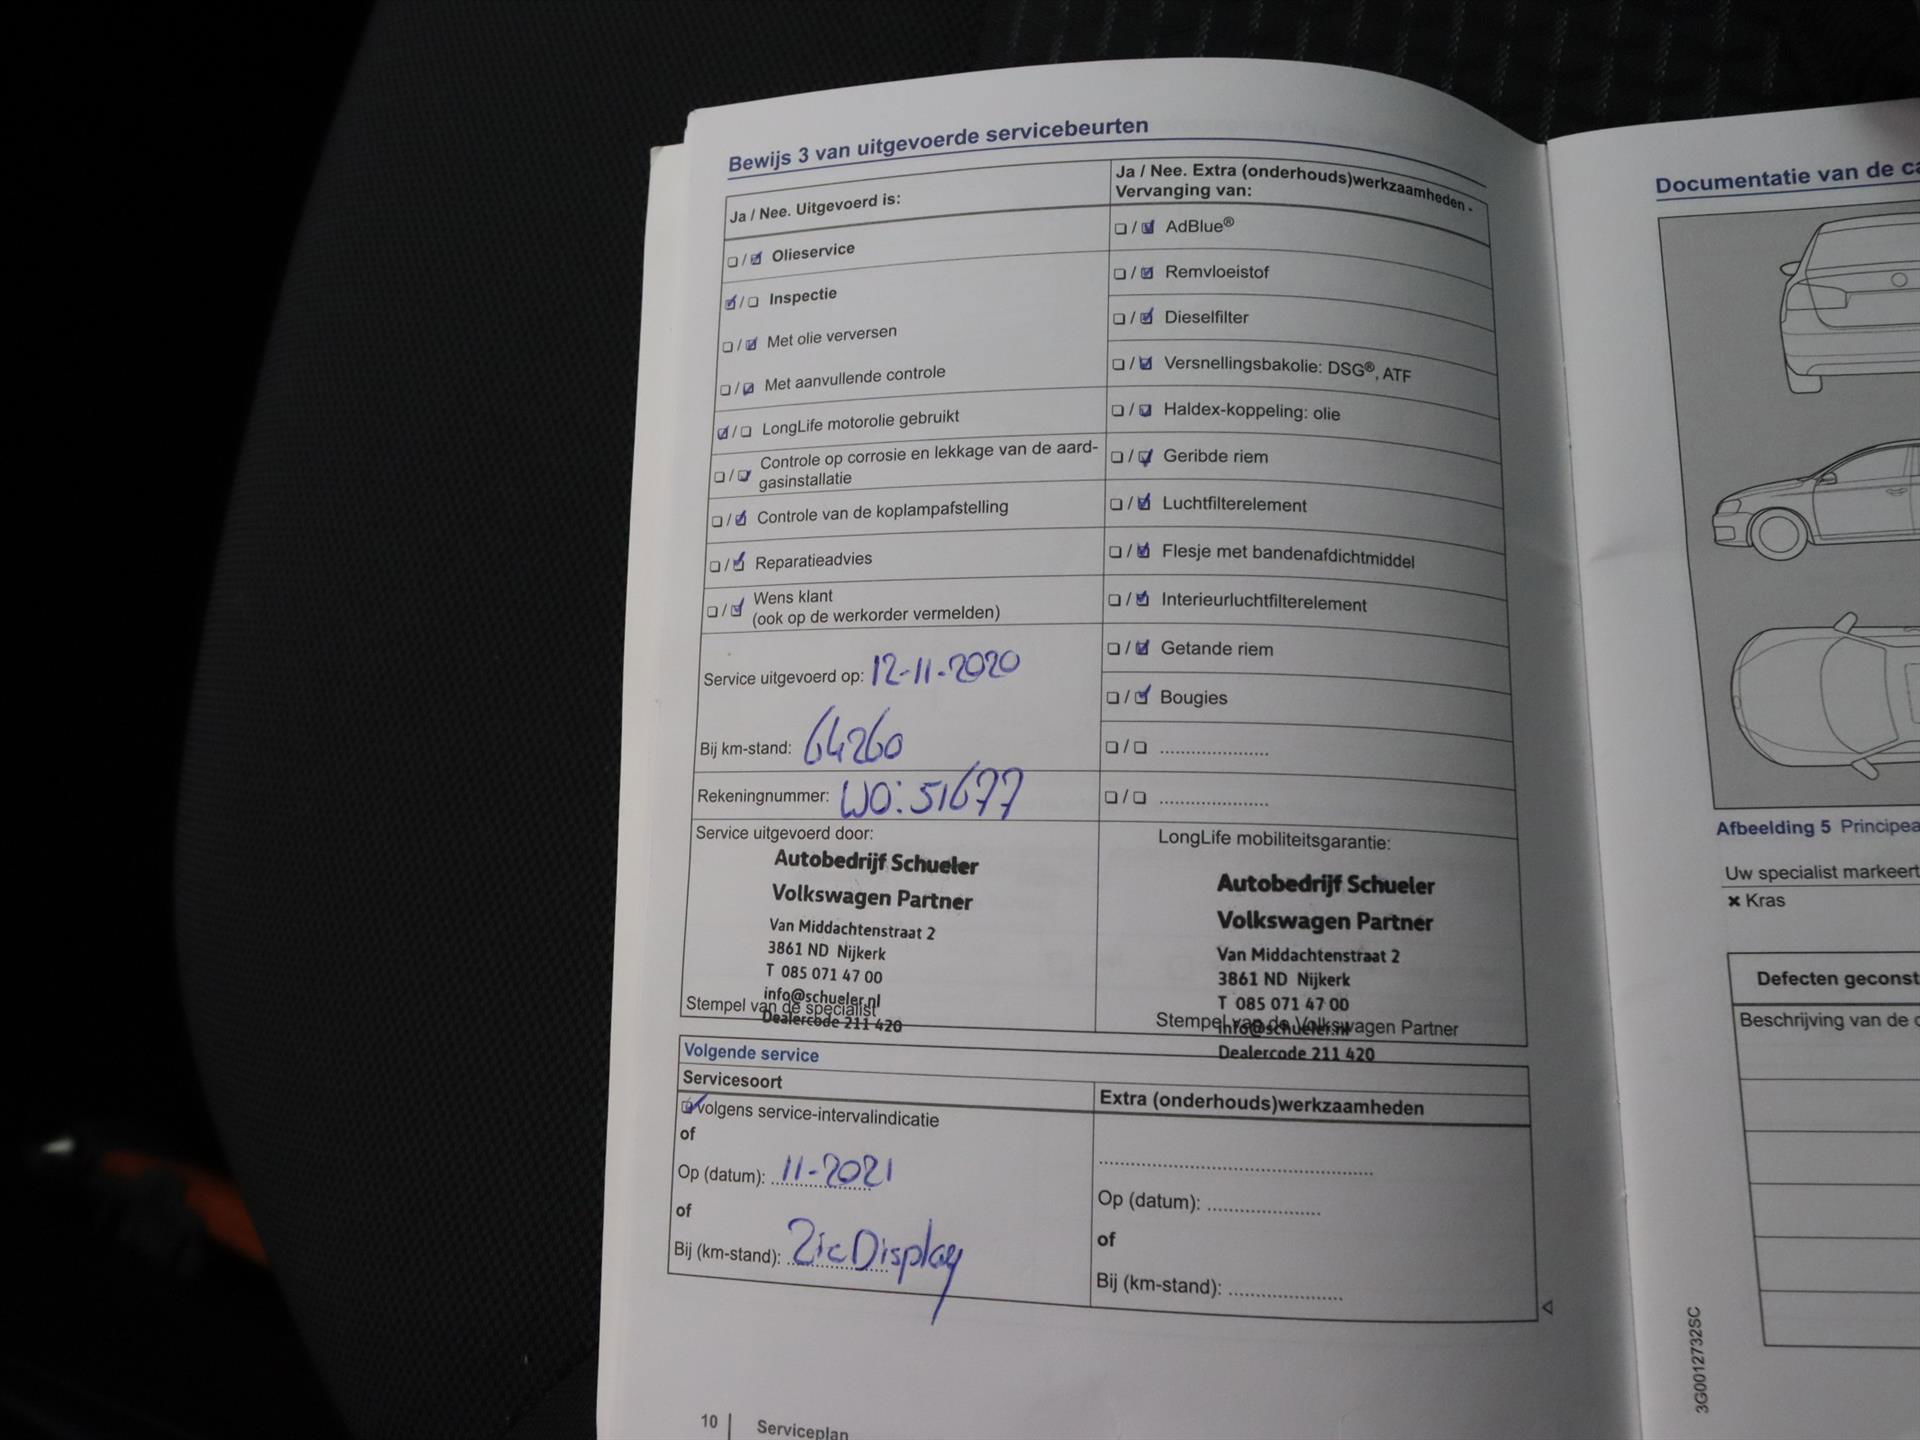 Bewijs 3 van uitgevoerde servicebeurten
Ja / Nee. Uitgevoerd is:
❑ / ☑ Olieservice
☑ / ❑ Inspectie
❑ / ☑ Met olie verversen
❑ / ☑ Met aanvullende controle
☑ / ❑ LongLife motorolie gebruikt
❑ / ☑ Controle op corrosie en lekkage van de aard-
gasinstallatie
❑ / ☑ Controle van de koplampafstelling
❑ / ☑ Reparatieadvies
❑ / ☑ Wens klant
(ook op de werkorder vermelden)
Service uitgevoerd op: 12-11-2020
Bij km-stand: 64260
Rekeningnummer: WO: 51677
Service uitgevoerd door:
Autobedrijf Schueler
Volkswagen Partner
Van Middachtenstraat 2
3861 ND Nijkerk
T 085 071 47 00
info@schueler.nl
Stempel van de specialist
Dealercode 211 420
Ja / Nee. Extra (onderhouds)werkzaamheden -
Vervanging van:
❑ / ☑ AdBlue®
❑ / ☑ Remvloeistof
❑ / ☑ Dieselfilter
❑ / ☑ Versnellingsbakolie: DSG®, ATF
❑ / ☑ Haldex-koppeling: olie
❑ / ☑ Geribde riem
❑ / ☑ Luchtfilterelement
❑ / ☑ Flesje met bandenafdichtmiddel
❑ / ☑ Interieurluchtfilterelement
❑ / ☑ Getande riem
❑ / ☑ Bougies
❑ / ❑ .....................
❑ / ❑ .....................
LongLife mobiliteitsgarantie:
Autobedrijf Schueler
Volkswagen Partner
Van Middachtenstraat 2
3861 ND Nijkerk
T 085 071 47 00
Stempel van de Volkswagen Partner
info@schueler.nl
Dealercode 211 420
Volgende service
Servicesoort
☑ volgens service-intervalindicatie
of
Op (datum): 11-2021
of
Bij (km-stand): Zie Display
Extra (onderhouds)werkzaamheden
.....................
Op (datum): .....................
of
Bij (km-stand): .....................
10 | Serviceplan
Documentatie van de
Afbeelding 5
Uw specialist markeert
✖ Kras
Defecten
Beschrijving van de
3G0012732SC